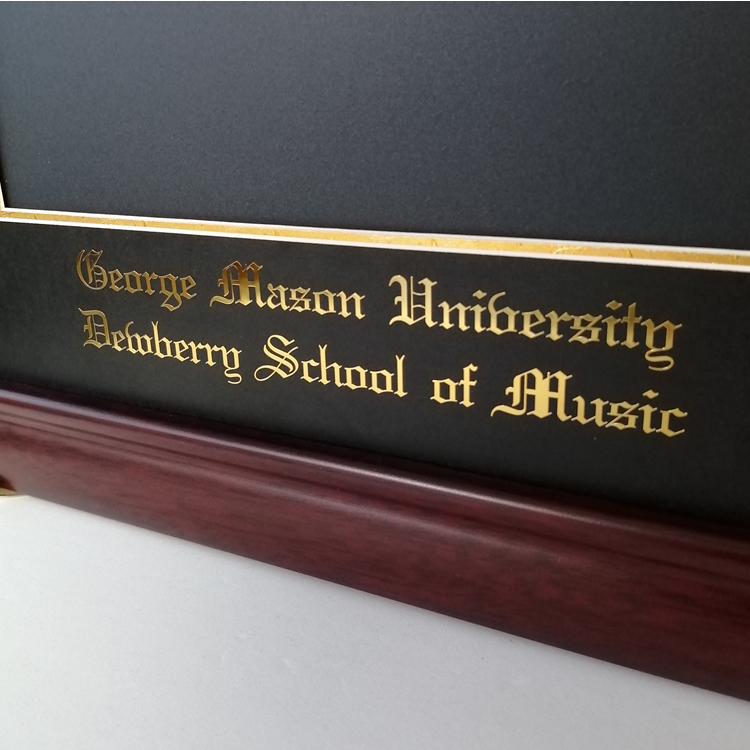 George Mason University
Dewberry School of Music